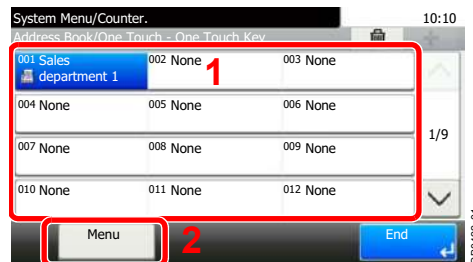 System Menu/Counter. 10:10
Address Book/One Touch - One Touch Key
001 Sales department 1
002 None
003 None
1
004 None
005 None
006 None
1/9
007 None
008 None
009 None
010 None
011 None
012 None
Menu
2
End